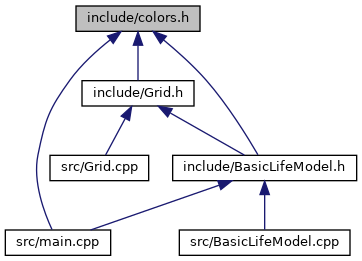 include/colors.h
include/Grid.h
src/Grid.cpp
include/BasicLifeModel.h
src/main.cpp
src/BasicLifeModel.cpp